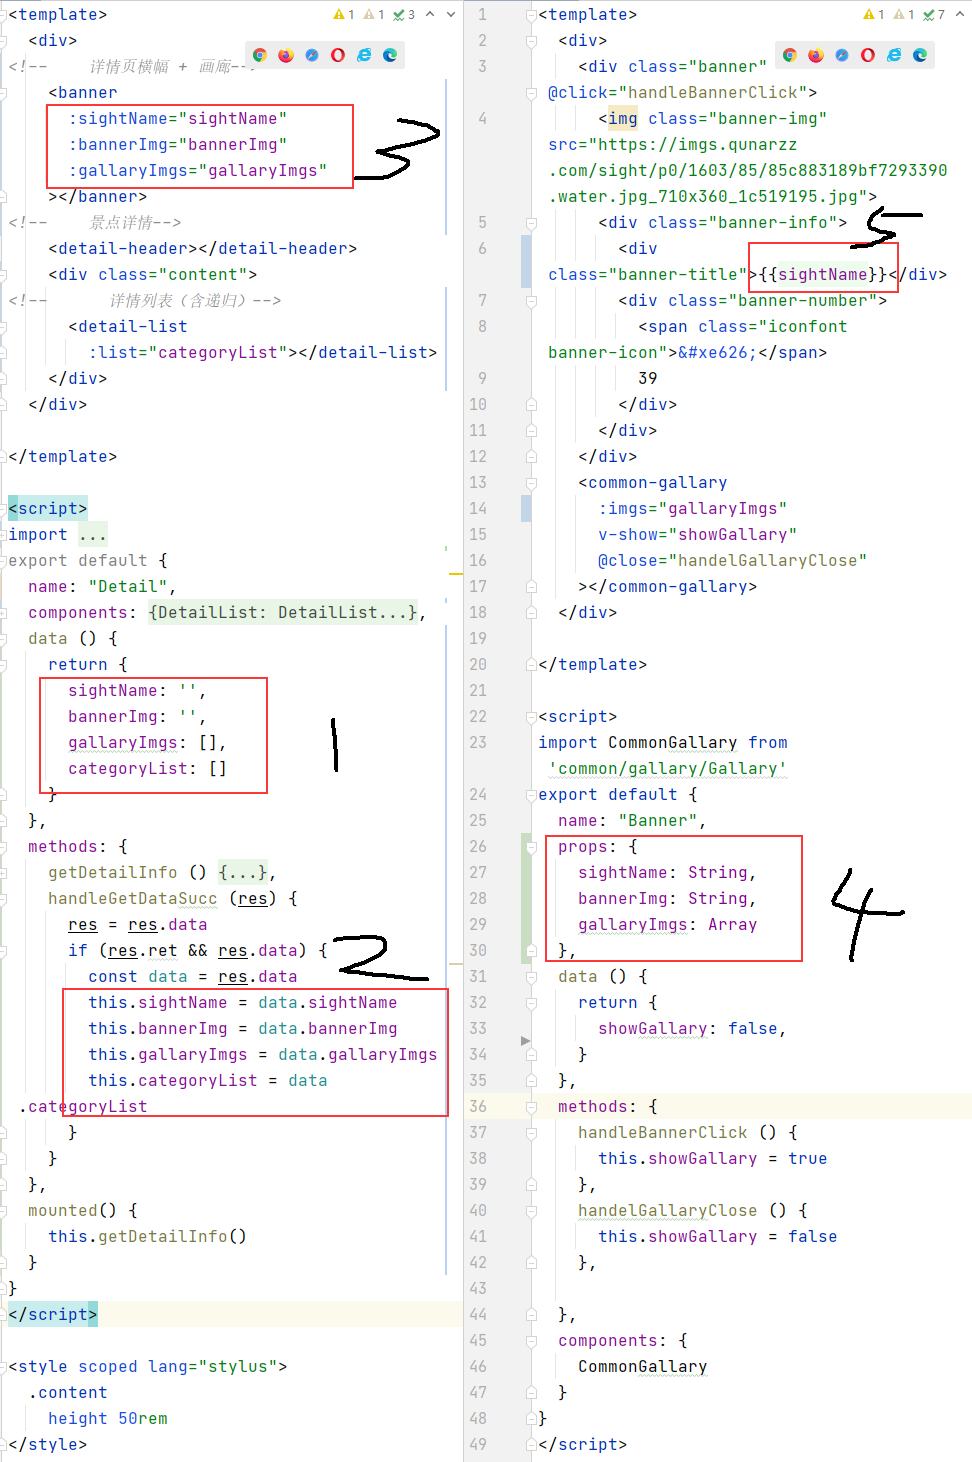 <template>
<div>
<!--    详情页横幅 + 画廊-->
<banner
:sightName="sightName"
:bannerImg="bannerImg"
:gallaryImgs="gallaryImgs"
></banner>
<!--    景点详情-->
<detail-header></detail-header>
<div class="content">
<!--      详情列表（含递归）-->
<detail-list
:list="categoryList"></detail-list>
</div>
</div>
</template>
<script>
import ...
export default {
name: "Detail",
components: {DetailList: DetailList...},
data () {
return {
sightName: '',
bannerImg: '',
gallaryImgs: [],
categoryList: []
}
},
methods: {
getDetailInfo () {...},
handleGetDataSucc (res) {
res = res.data
if (res.ret && res.data) {
const data = res.data
this.sightName = data.sightName
this.bannerImg = data.bannerImg
this.gallaryImgs = data.gallaryImgs
this.categoryList = data
.categoryList
}
}
},
mounted() {
this.getDetailInfo()
}
}
</script>
<style scoped lang="stylus">
.content
height 50rem
</style>
1 1 3
3
1
2
1 1 7
1 <template>
2 <div>
3 <div class="banner"
@click="handleBannerClick">
4 <img class="banner-img"
src="https://imgs.qunarzz
.com/sight/p0/1603/85/85c883189bf7293390
.water.jpg_710x360_1c519195.jpg">
5 <div class="banner-info">
5
6 <div
class="banner-title">{{sightName}}</div>
7 <div class="banner-number">
8 <span class="iconfont
banner-icon">&#xe626;</span>
9 39
10 </div>
11 </div>
12 </div>
13 <common-gallary
14 :imgs="gallaryImgs"
15 v-show="showGallary"
16 @close="handelGallaryClose"
17 ></common-gallary>
18 </div>
19
20 </template>
21
22 <script>
23 import CommonGallary from
'common/gallary/Gallary'
24 export default {
25 name: "Banner",
26 props: {
27 sightName: String,
28 bannerImg: String,
29 gallaryImgs: Array
30 },
4
31 data () {
32 return {
33 showGallary: false,
34 }
35 },
36 methods: {
37 handleBannerClick () {
38 this.showGallary = true
39 },
40 handelGallaryClose () {
41 this.showGallary = false
42 },
43
44 },
45 components: {
46 CommonGallary
47 }
48 }
49 </script>